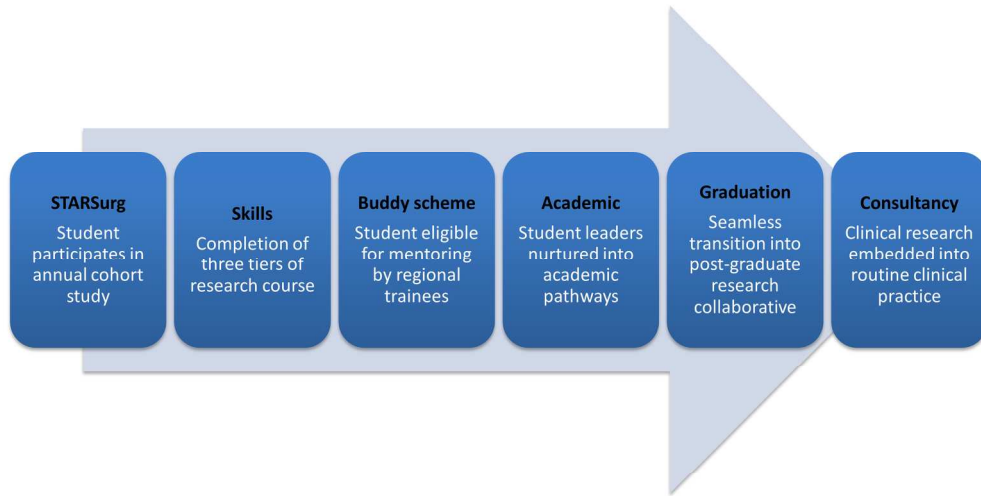 STARSurg
Student
participates in
annual cohort
study
Skills
Completion of
three tiers of
research course
Buddy scheme
Student eligible
for mentoring
by regional
trainees
Academic
Student leaders
nurtured into
academic
pathways
Graduation
Seamless
transition into
post-graduate
research
collaborative
Consultancy
Clinical research
embedded into
routine clinical
practice